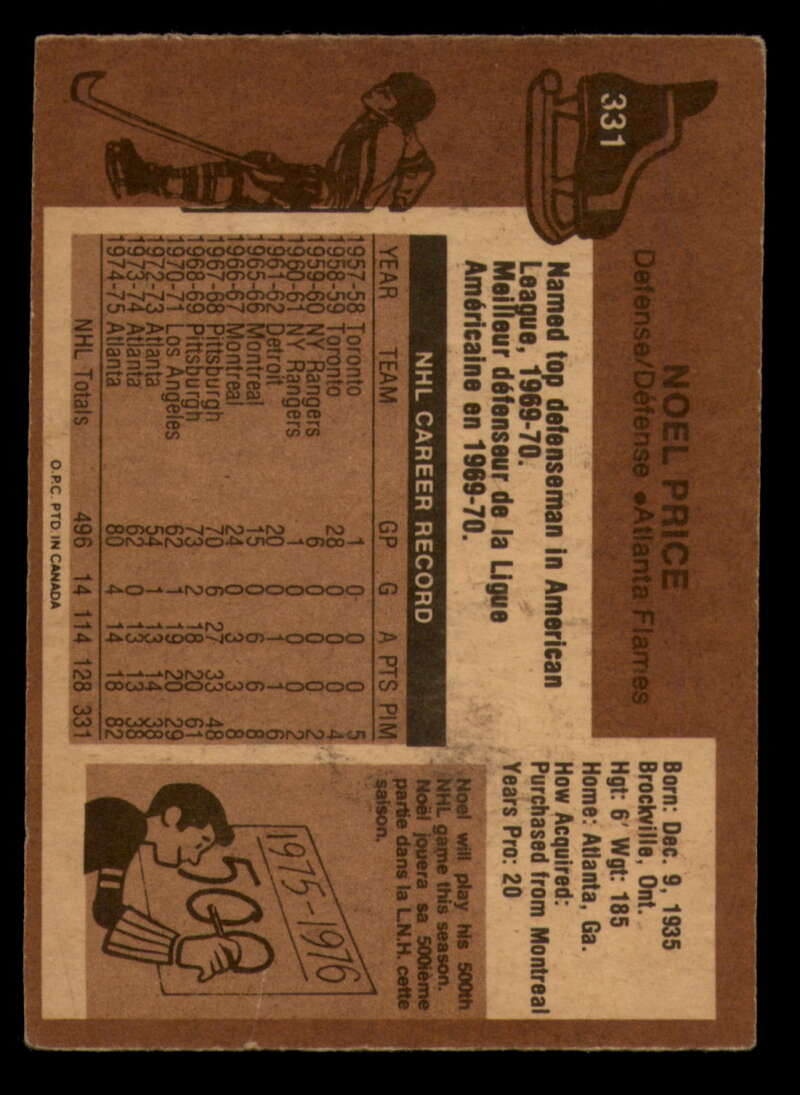 331
NOEL PRICE
Defense/Défense ●Atlanta Flames
Born: Dec. 9, 1935
Brockville, Ont.
Hgt: 6' Wgt: 185
Home: Atlanta, Ga.
How Acquired:
Purchased from Montreal
Years Pro: 20
Named top defenseman in American
League, 1969-70.
Meilleur défenseur de la Ligue
Américaine en 1969-70.
NHL CAREER RECORD
YEAR TEAM GP G A PTS PIM
1957-58 Toronto 1 0 0 0 5
1958-59 Toronto 28 0 0 0 4
1959-60 NY Rangers 6 0 0 0 2
1960-61 NY Rangers 1 0 0 0 2
1961-62 Detroit 20 0 1 1 6
1965-66 Montreal 15 0 6 6 8
1966-67 Montreal 24 0 3 3 8
1967-68 Pittsburgh 70 6 27 33 48
1968-69 Pittsburgh 73 2 18 20 61
1970-71 Los Angeles 62 1 19 20 29
1972-73 Atlanta 54 1 13 14 38
1973-74 Atlanta 62 0 13 13 38
1974-75 Atlanta 80 4 14 18 82
NHL Totals 496 14 114 128 331
O.P.C. PTD. IN CANADA
Noel will play his 500th
NHL game this season.
Noël jouera sa 500ième
partie dans la L.N.H. cette
saison.
1975-1976
500